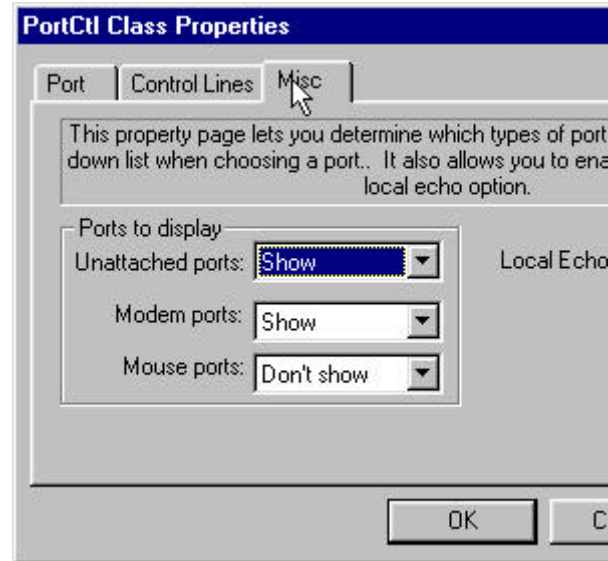 PortCtl Class Properties
Port Control Lines Misc
This property page lets you determine which types of port
down list when choosing a port.. It also allows you to
local echo option.
Ports to display
Unattached ports: Show Local Echo
Modem ports: Show
Mouse ports: Don't show
OK